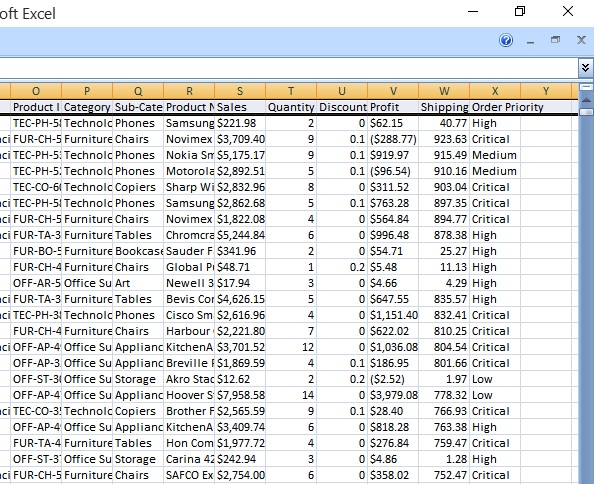 oft Excel
O P Q R S T U V W X Y
Product I Category Sub-Cate Product N Sales Quantity Discount Profit Shipping Order Priority
TEC-PH-5 Technolo Phones Samsung $221.98 2 0 $62.15 40.77 High
nci FUR-CH-5 Furniture Chairs Novimex $3,709.40 9 0.1 ($288.77) 923.63 Critical
nci TEC-PH-5 Technolo Phones Nokia Sm $5,175.17 9 0.1 $919.97 915.49 Medium
TEC-PH-5 Technolo Phones Motorola $2,892.51 5 0.1 ($96.54) 910.16 Medium
TEC-CO-6 Technolo Copiers Sharp Wi $2,832.96 8 0 $311.52 903.04 Critical
nci TEC-PH-5 Technolo Phones Samsung $2,862.68 5 0.1 $763.28 897.35 Critical
nci FUR-CH-5 Furniture Chairs Novimex $1,822.08 4 0 $564.84 894.77 Critical
nci FUR-TA-3 Furniture Tables Chromcra $5,244.84 6 0 $996.48 878.38 High
FUR-BO-5 Furniture Bookcase Sauder F $341.96 2 0 $54.71 25.27 High
FUR-CH-4 Furniture Chairs Global P $48.71 1 0.2 $5.48 11.13 High
OFF-AR-5 Office Su Art Newell 3 $17.94 3 0 $4.66 4.29 High
nci FUR-TA-3 Furniture Tables Bevis Con $4,626.15 5 0 $647.55 835.57 High
nci TEC-PH-3 Technolo Phones Cisco Sm $2,616.96 4 0 $1,151.40 832.41 Critical
FUR-CH-4 Furniture Chairs Harbour $2,221.80 7 0 $622.02 810.25 Critical
nci OFF-AP-4 Office Su Applianc KitchenA $3,701.52 12 0 $1,036.08 804.54 Critical
OFF-AP-3 Office Su Applianc Breville F $1,869.59 4 0.1 $186.95 801.66 Critical
OFF-ST-3 Office Su Storage Akro Stac $12.62 2 0.2 ($2.52) 1.97 Low
OFF-AP-4 Office Su Applianc Hoover S $7,958.58 14 0 $3,979.08 778.32 Low
nci TEC-CO-3 Technolo Copiers Brother F $2,565.59 9 0.1 $28.40 766.93 Critical
OFF-AP-4 Office Su Applianc KitchenA $3,409.74 6 0 $818.28 763.38 High
FUR-TA-4 Furniture Tables Hon Com $1,977.72 4 0 $276.84 759.47 Critical
OFF-ST-3 Office Su Storage Carina 42 $242.94 3 0 $4.86 1.28 High
nci FUR-CH-5 Furniture Chairs SAFCO Ex $2,754.00 6 0 $358.02 752.47 Critical